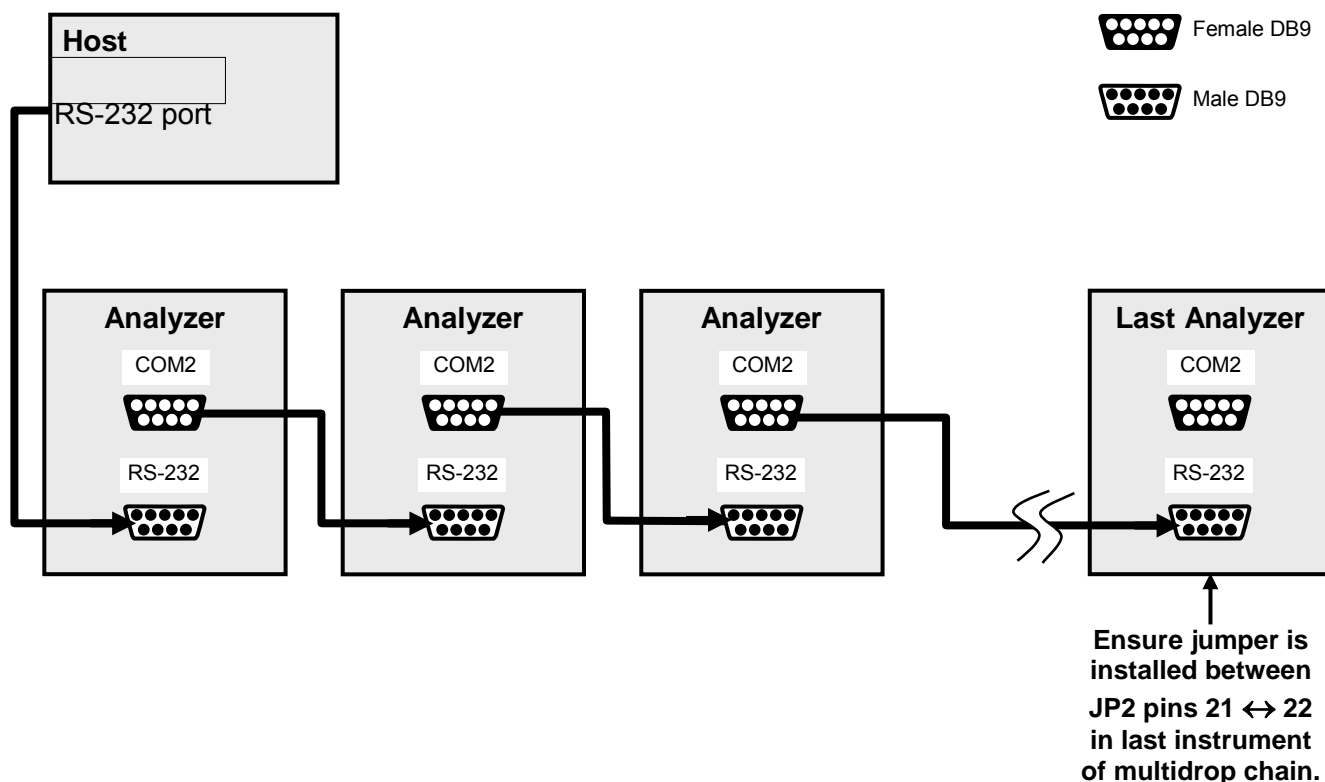 Host
RS-232 port
Female DB9
Male DB9
Analyzer
COM2
RS-232
Analyzer
COM2
RS-232
Analyzer
COM2
RS-232
Last Analyzer
COM2
RS-232
Ensure jumper is
installed between
JP2 pins 21 ↔ 22
in last instrument
of multidrop chain.